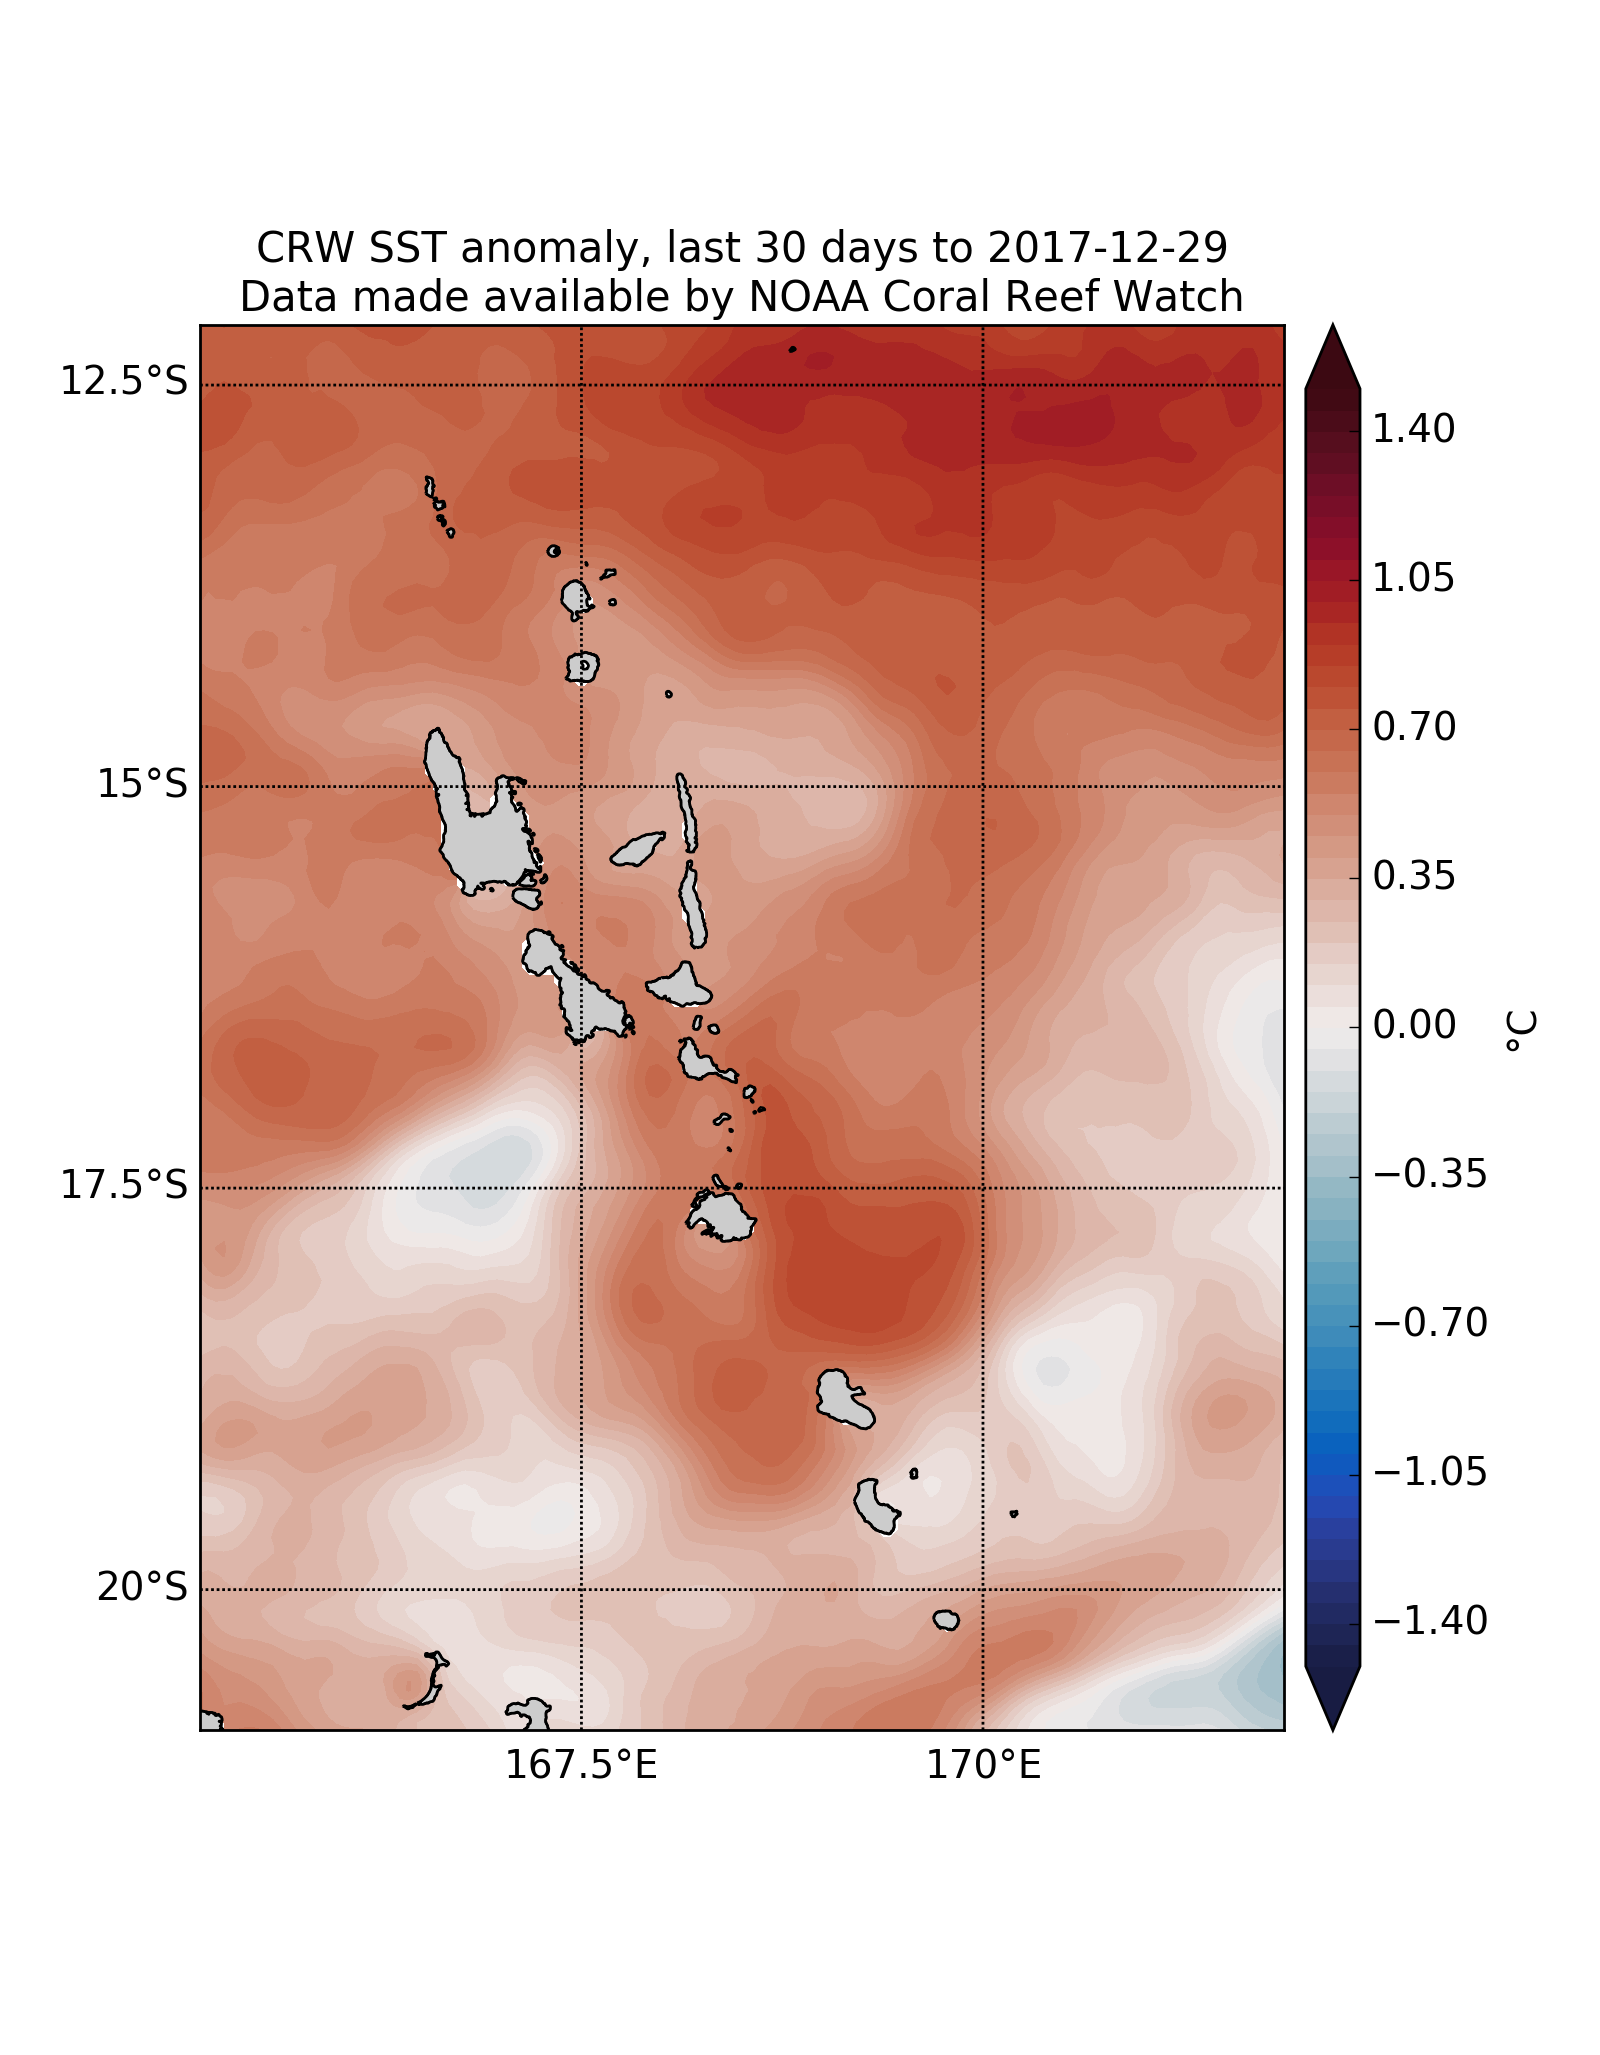 CRW SST anomaly, last 30 days to 2017-12-29
Data made available by NOAA Coral Reef Watch
12.5°S
15°S
17.5°S
20°S
167.5°E
170°E
1.40
1.05
0.70
0.35
0.00
−0.35
−0.70
−1.05
−1.40
°C